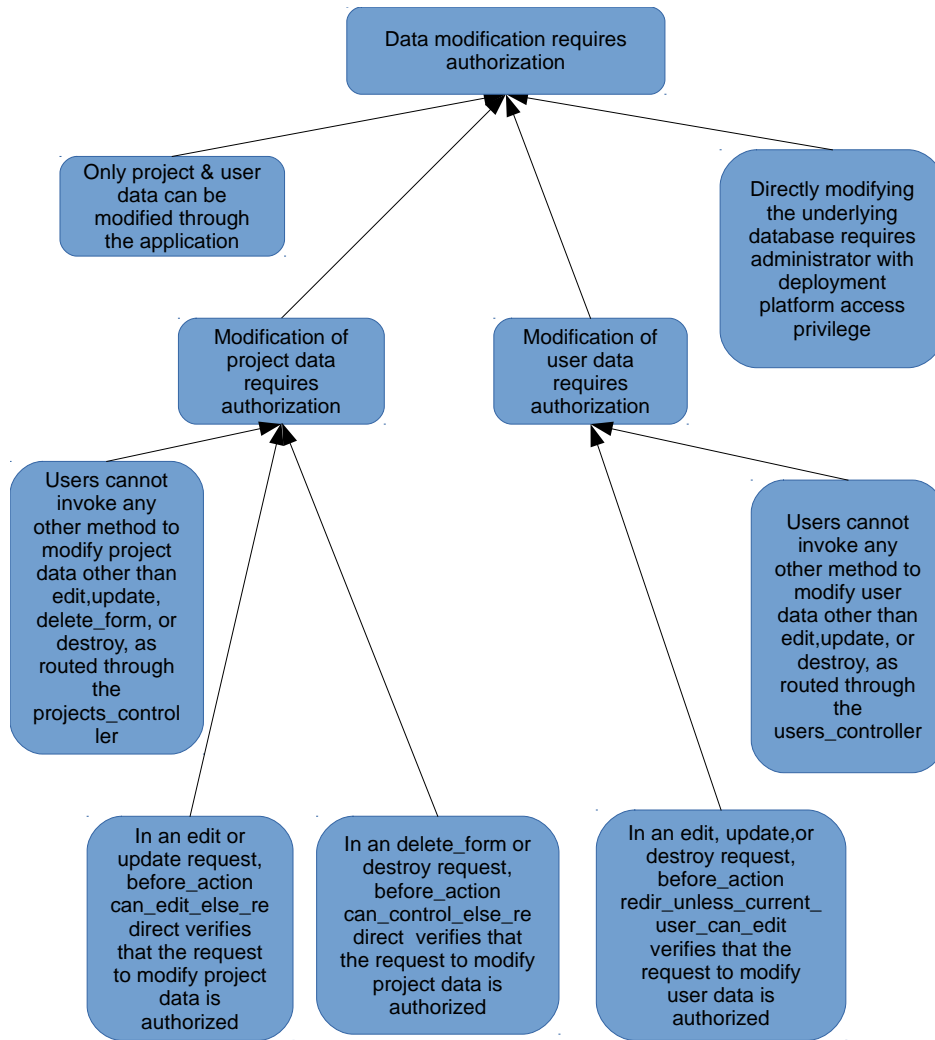 Data modification requires
authorization
Only project & user
data can be
modified through
the application
Directly modifying
the underlying
database requires
administrator with
deployment
platform access
privilege
Modification of
project data
requires
authorization
Modification of
user data
requires
authorization
Users cannot
invoke any
other method to
modify project
data other than
edit,update,
delete_form, or
destroy, as
routed through
the
projects_control
ler
Users cannot
invoke any
other method to
modify user
data other than
edit,update, or
destroy, as
routed through
the
users_controller
In an edit or
update request,
before_action
can_edit_else_re
direct verifies
that the request
to modify project
data is
authorized
In an delete_form or
destroy request,
before_action
can_control_else_re
direct  verifies that
the request to modify
project data is
authorized
In an edit, update,or
destroy request,
before_action
redir_unless_current_
user_can_edit
verifies that the
request to modify
user data is
authorized